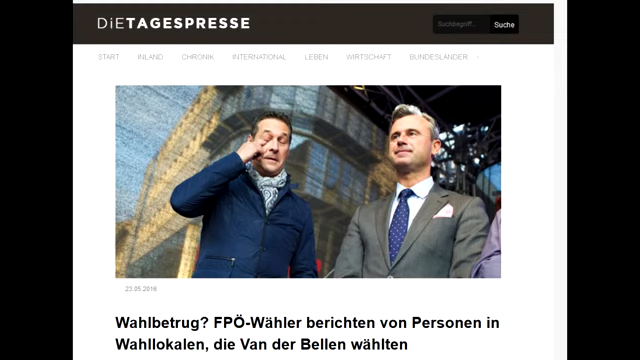 DiETAGESPRESSE
Suchbegriff... Suche
START INLAND CHRONIK INTERNATIONAL LEBEN WIRTSCHAFT BUNDESLÄNDER
23.05.2016
Wahlbetrug? FPÖ-Wähler berichten von Personen in
Wahllokalen, die Van der Bellen wählten